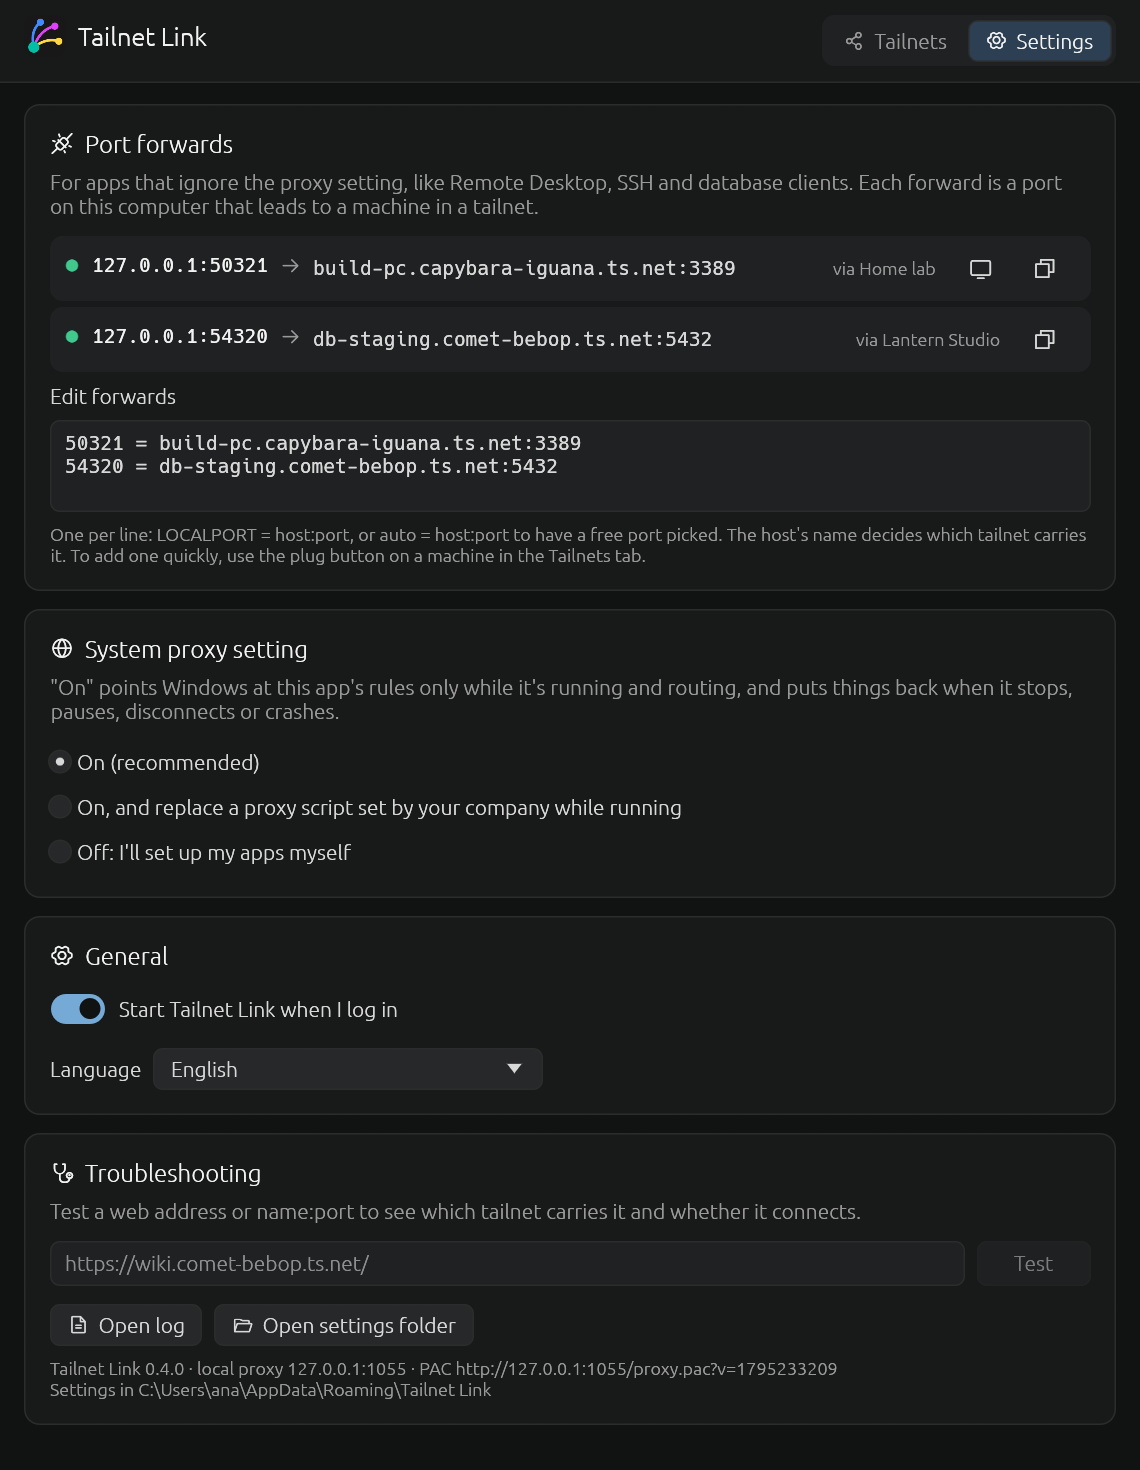 Tailnet Link
Tailnets
Settings
Port forwards
For apps that ignore the proxy setting, like Remote Desktop, SSH and database clients. Each forward is a port
on this computer that leads to a machine in a tailnet.
127.0.0.1:50321 → build-pc.capybara-iguana.ts.net:3389 via Home lab
127.0.0.1:54320 → db-staging.comet-bebop.ts.net:5432 via Lantern Studio
Edit forwards
50321 = build-pc.capybara-iguana.ts.net:3389
54320 = db-staging.comet-bebop.ts.net:5432
One per line: LOCALPORT = host:port, or auto = host:port to have a free port picked. The host's name decides which tailnet carries
it. To add one quickly, use the plug button on a machine in the Tailnets tab.
System proxy setting
"On" points Windows at this app's rules only while it's running and routing, and puts things back when it stops,
pauses, disconnects or crashes.
On (recommended)
On, and replace a proxy script set by your company while running
Off: I'll set up my apps myself
General
Start Tailnet Link when I log in
Language English
Troubleshooting
Test a web address or name:port to see which tailnet carries it and whether it connects.
https://wiki.comet-bebop.ts.net/ Test
Open log Open settings folder
Tailnet Link 0.4.0 · local proxy 127.0.0.1:1055 · PAC http://127.0.0.1:1055/proxy.pac?v=1795233209
Settings in C:\Users\ana\AppData\Roaming\Tailnet Link